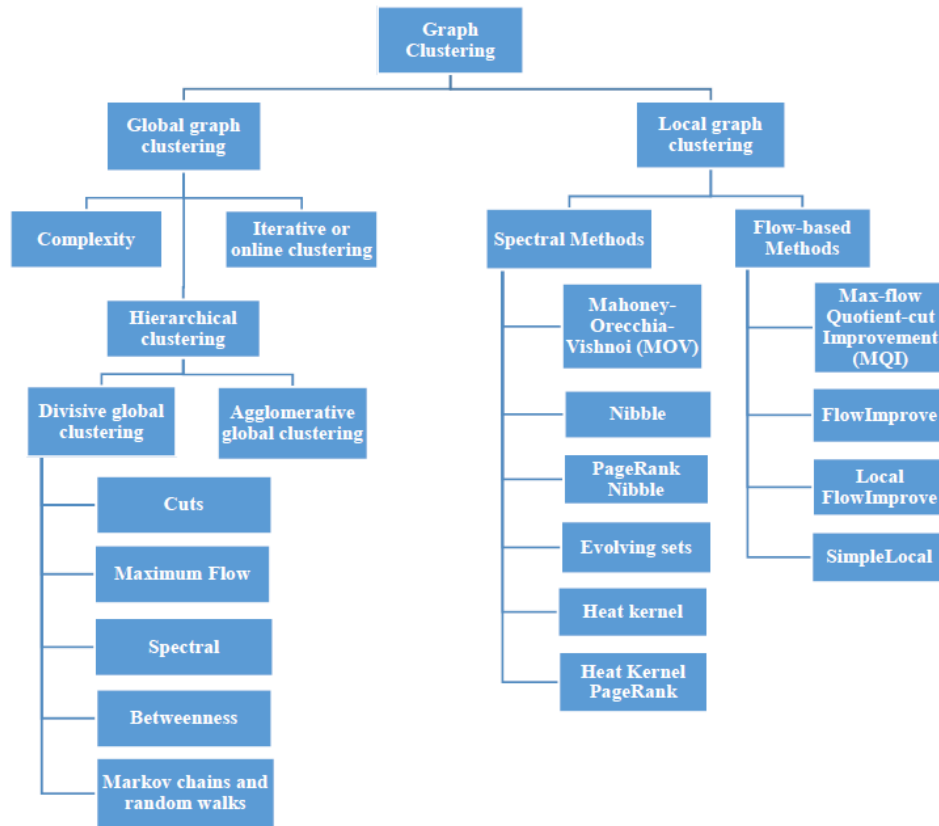 Graph
Clustering
Global graph
clustering
Local graph
clustering
Complexity
Iterative or
online clustering
Spectral Methods
Flow-based
Methods
Hierarchical
clustering
Mahoney-
Orecchia-
Vishnoi (MOV)
Max-flow
Quotient-cut
Improvement
(MQI)
Divisive global
clustering
Agglomerative
global clustering
Nibble
FlowImprove
Cuts
PageRank
Nibble
Local
FlowImprove
Maximum Flow
Evolving sets
SimpleLocal
Spectral
Heat kernel
Betweenness
Heat Kernel
PageRank
Markov chains and
random walks